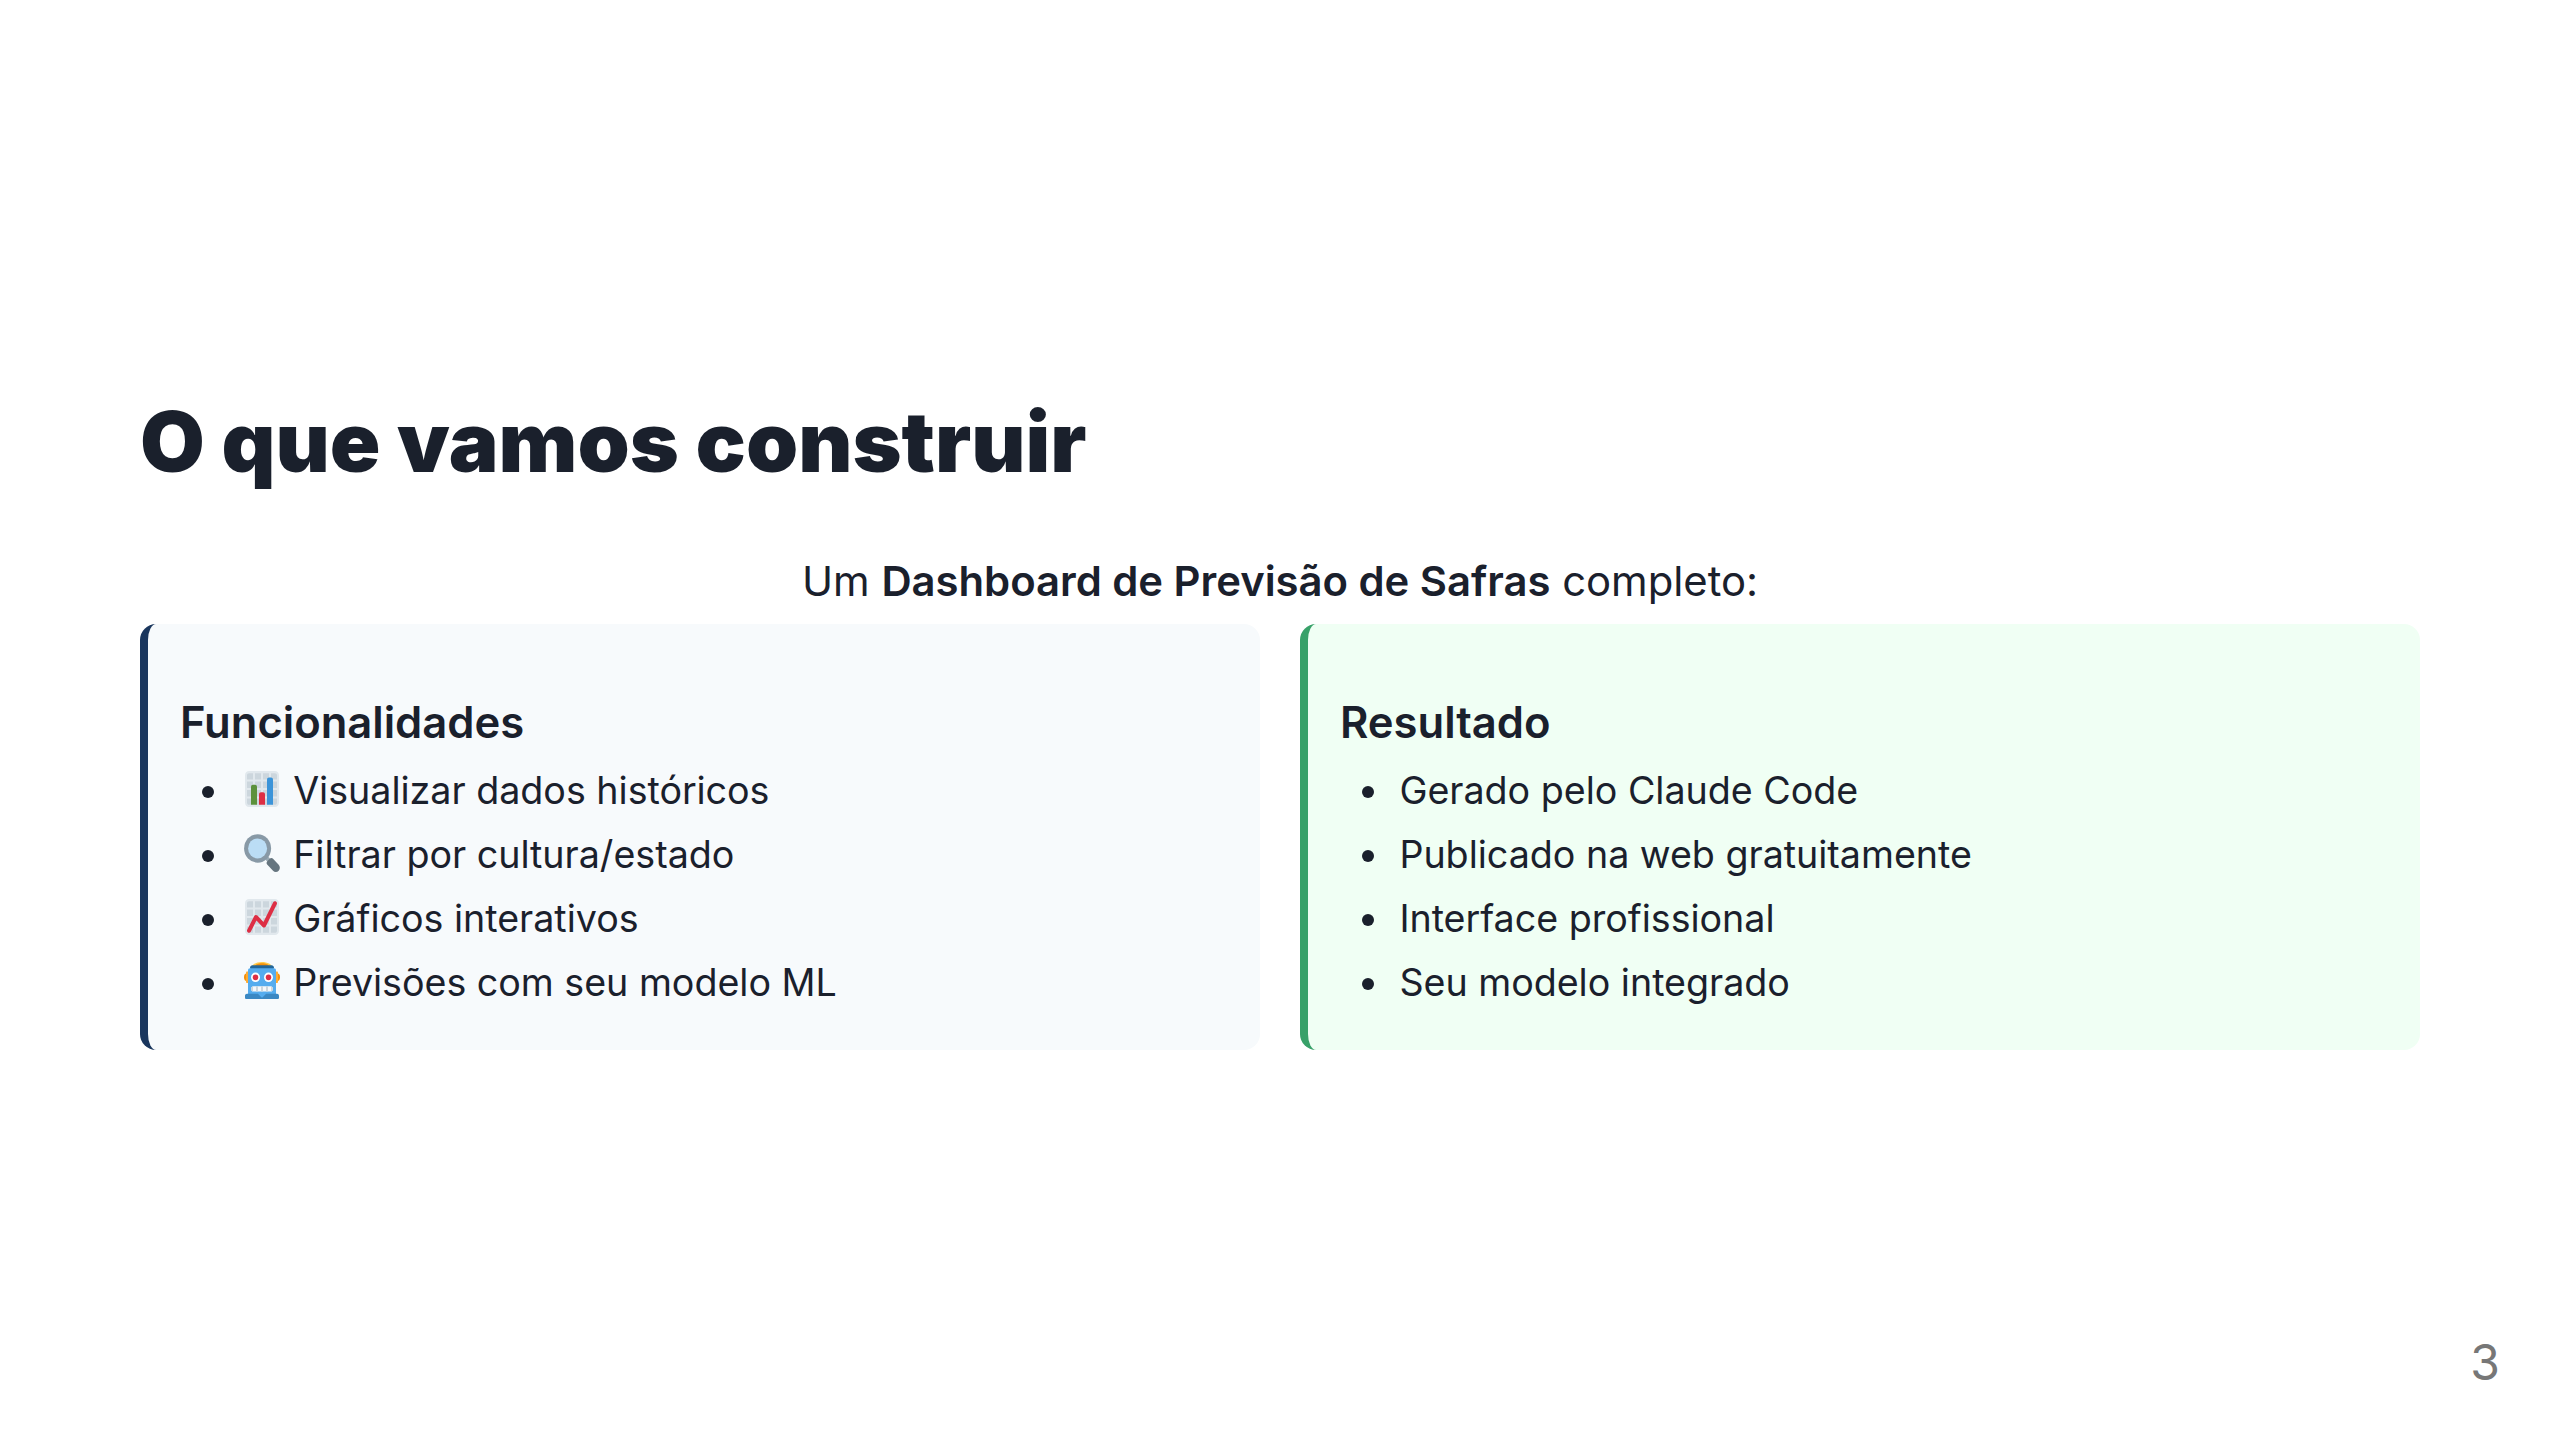 O que vamos construir
Um Dashboard de Previsão de Safras completo:
Funcionalidades
• 📊 Visualizar dados históricos
• 🔍 Filtrar por cultura/estado
• 📈 Gráficos interativos
• 🤖 Previsões com seu modelo ML
Resultado
• Gerado pelo Claude Code
• Publicado na web gratuitamente
• Interface profissional
• Seu modelo integrado
3